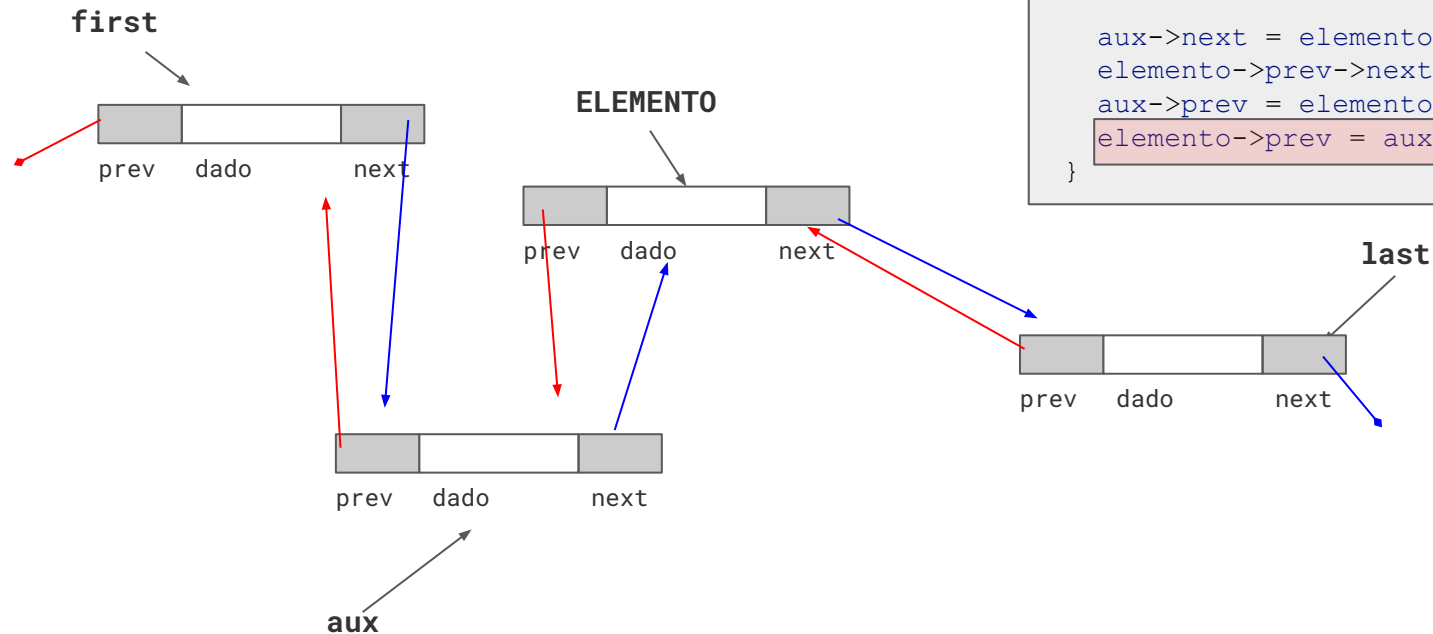 first
aux->next = elemento
elemento->prev->next
aux->prev = elemento
elemento->prev = aux
}
ELEMENTO
prev dado next
prev dado next
last
prev dado next
prev dado next
aux